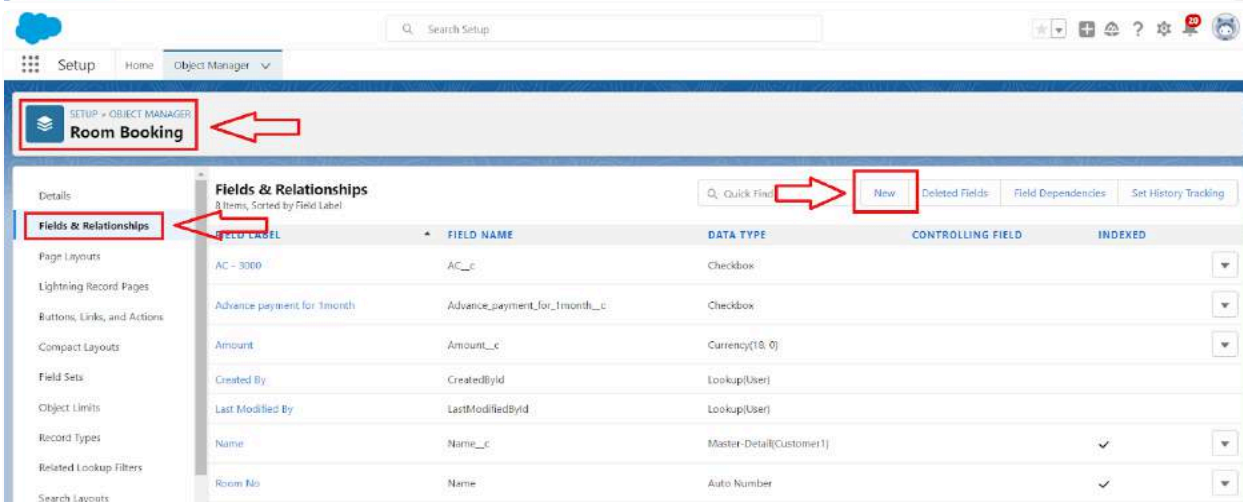 Search Setup
20
Setup Home Object Manager
SETUP > OBJECT MANAGER
Room Booking
Details
Fields & Relationships
Page Layouts
Lightning Record Pages
Buttons, Links, and Actions
Compact Layouts
Field Sets
Object Limits
Record Types
Related Lookup Filters
Search Layouts
Fields & Relationships
8 Items, Sorted by Field Label
Quick Find
New Deleted Fields Field Dependencies Set History Tracking
FIELD LABEL FIELD NAME DATA TYPE CONTROLLING FIELD INDEXED
AC - 3000 AC__c Checkbox
Advance payment for 1month Advance_payment_for_1month__c Checkbox
Amount Amount__c Currency(18, 0)
Created By CreatedById Lookup(User)
Last Modified By LastModifiedById Lookup(User)
Name Name__c Master-Detail(Customer1)
Room No Name Auto Number